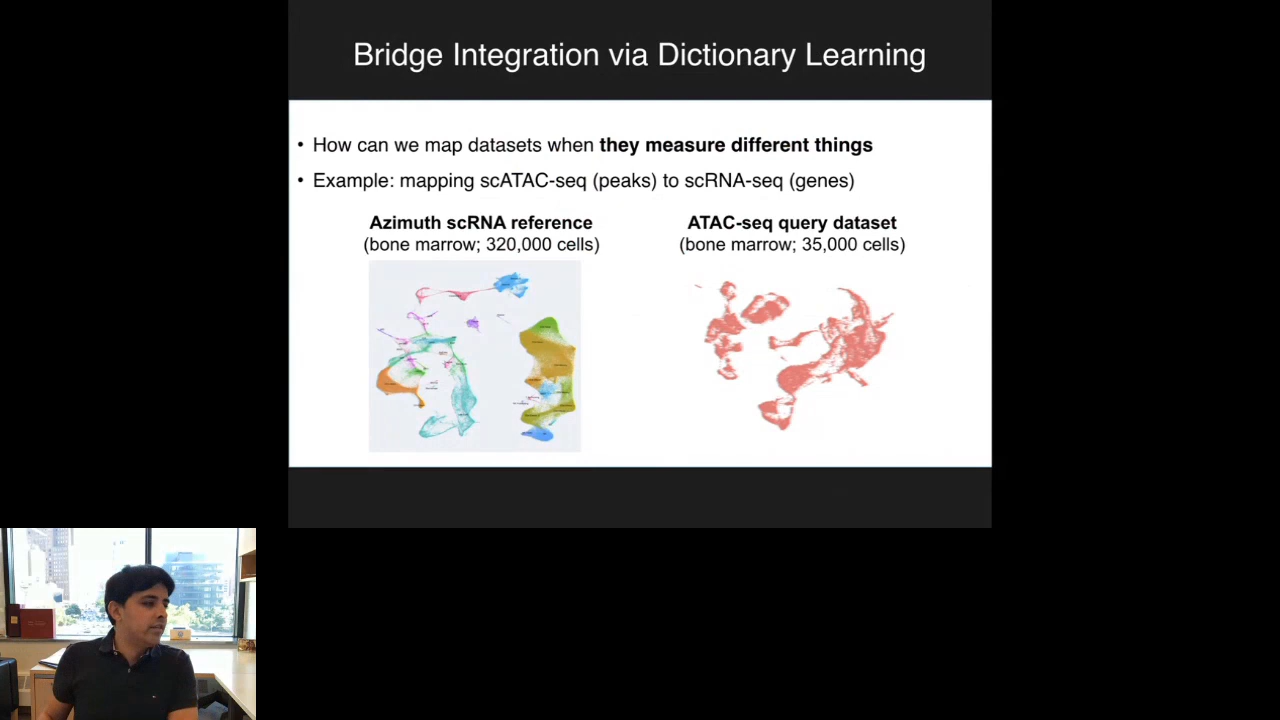 Bridge Integration via Dictionary Learning
• How can we map datasets when they measure different things
• Example: mapping scATAC-seq (peaks) to scRNA-seq (genes)
Azimuth scRNA reference
(bone marrow; 320,000 cells)
ATAC-seq query dataset
(bone marrow; 35,000 cells)